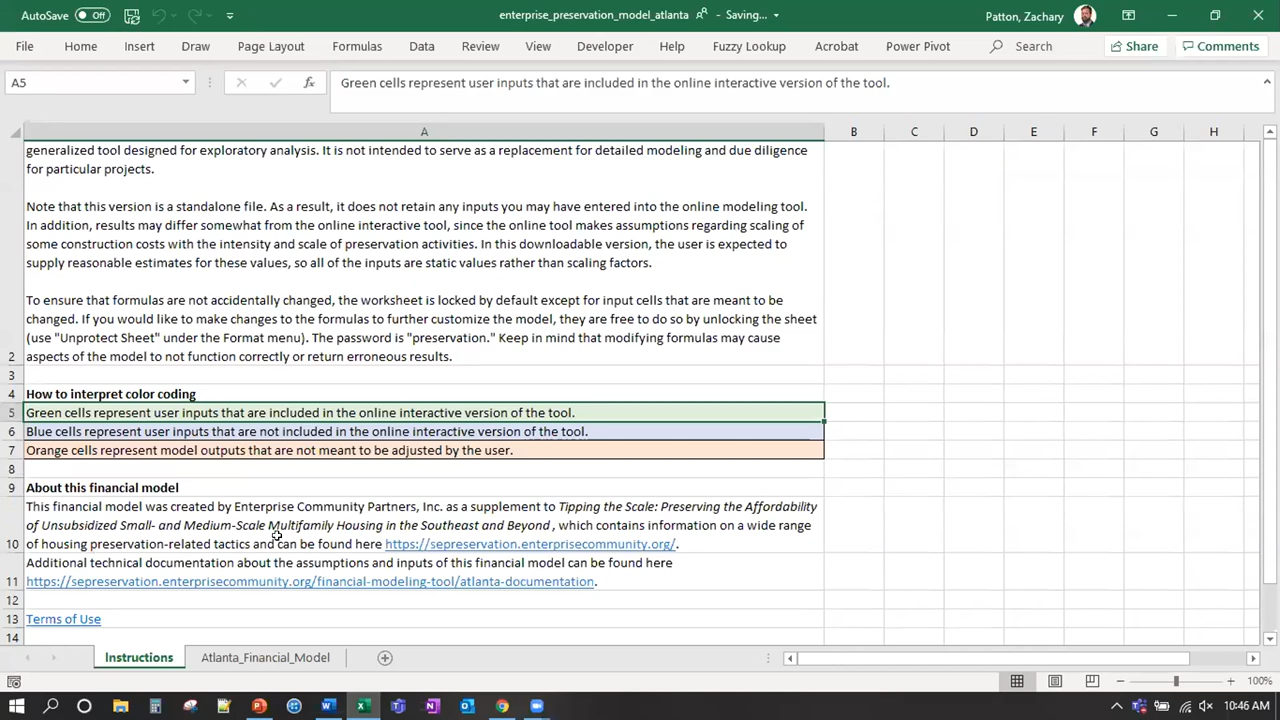 AutoSave Off enterprise_preservation_model_atlanta Saving... Patton, Zachary
File Home Insert Draw Page Layout Formulas Data Review View Developer Help Fuzzy Lookup Acrobat Power Pivot Search Share Comments
A5 fx Green cells represent user inputs that are included in the online interactive version of the tool.
A B C D E F G H
generalized tool designed for exploratory analysis. It is not intended to serve as a replacement for detailed modeling and due diligence
for particular projects.
Note that this version is a standalone file. As a result, it does not retain any inputs you may have entered into the online modeling tool.
In addition, results may differ somewhat from the online interactive tool, since the online tool makes assumptions regarding scaling of
some construction costs with the intensity and scale of preservation activities. In this downloadable version, the user is expected to
supply reasonable estimates for these values, so all of the inputs are static values rather than scaling factors.
To ensure that formulas are not accidentally changed, the worksheet is locked by default except for input cells that are meant to be
changed. If you would like to make changes to the formulas to further customize the model, they are free to do so by unlocking the sheet
(use "Unprotect Sheet" under the Format menu). The password is "preservation." Keep in mind that modifying formulas may cause
2 aspects of the model to not function correctly or return erroneous results.
3
4 How to interpret color coding
5 Green cells represent user inputs that are included in the online interactive version of the tool.
6 Blue cells represent user inputs that are not included in the online interactive version of the tool.
7 Orange cells represent model outputs that are not meant to be adjusted by the user.
8
9 About this financial model
This financial model was created by Enterprise Community Partners, Inc. as a supplement to Tipping the Scale: Preserving the Affordability
of Unsubsidized Small- and Medium-Scale Multifamily Housing in the Southeast and Beyond , which contains information on a wide range
10 of housing preservation-related tactics and can be found here https://sepreservation.enterprisecommunity.org/.
Additional technical documentation about the assumptions and inputs of this financial model can be found here
11 https://sepreservation.enterprisecommunity.org/financial-modeling-tool/atlanta-documentation.
12
13 Terms of Use
14
Instructions Atlanta_Financial_Model
100%
10:46 AM